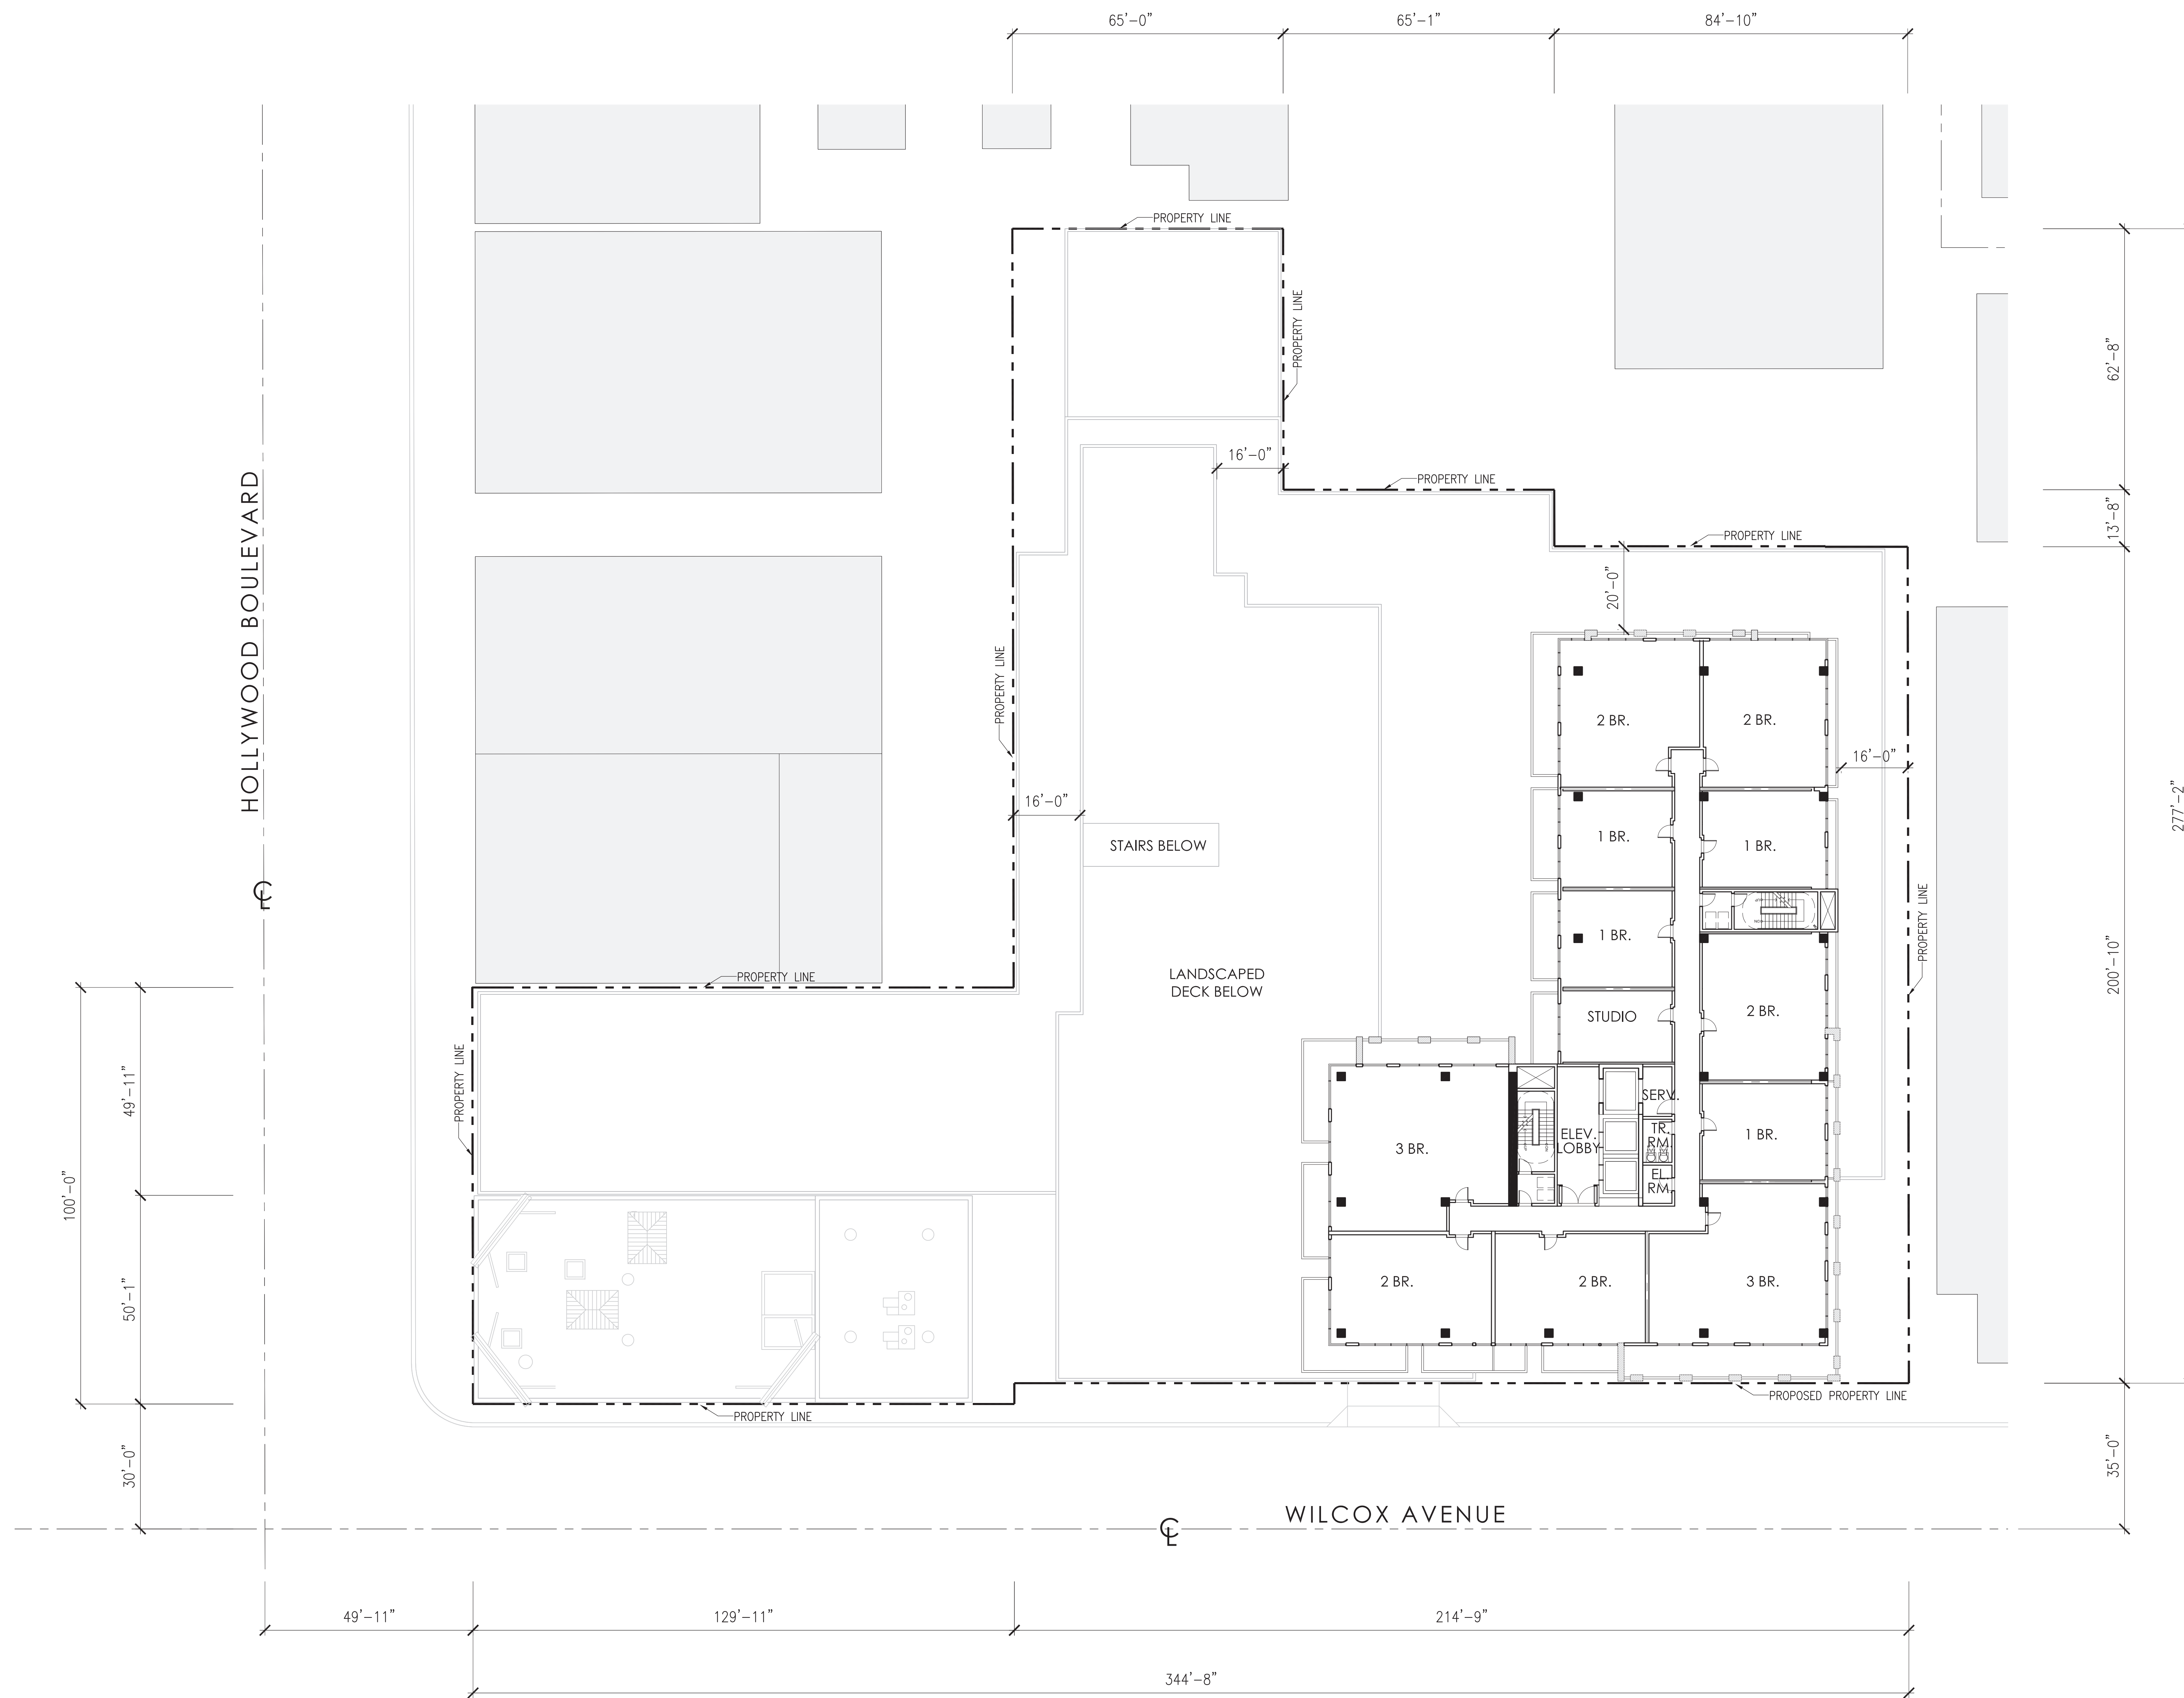 65'-0"
65'-1"
84'-10"
PROPERTY LINE
PROPERTY LINE
62'-8"
16'-0"
PROPERTY LINE
13'-8"
PROPERTY LINE
20'-0"
HOLLYWOOD BOULEVARD
PROPERTY LINE
2 BR.
2 BR.
16'-0"
277'-2"
16'-0"
1 BR.
1 BR.
STAIRS BELOW
CL
PROPERTY LINE
1 BR.
200'-10"
PROPERTY LINE
LANDSCAPED
DECK BELOW
2 BR.
STUDIO
49'-11"
PROPERTY LINE
SERV.
ELEV.
LOBBY
TR.
RM.
1 BR.
3 BR.
EL.
RM.
100'-0"
50'-1"
2 BR.
2 BR.
3 BR.
PROPOSED PROPERTY LINE
PROPERTY LINE
30'-0"
35'-0"
WILCOX AVENUE
CL
49'-11"
129'-11"
214'-9"
344'-8"